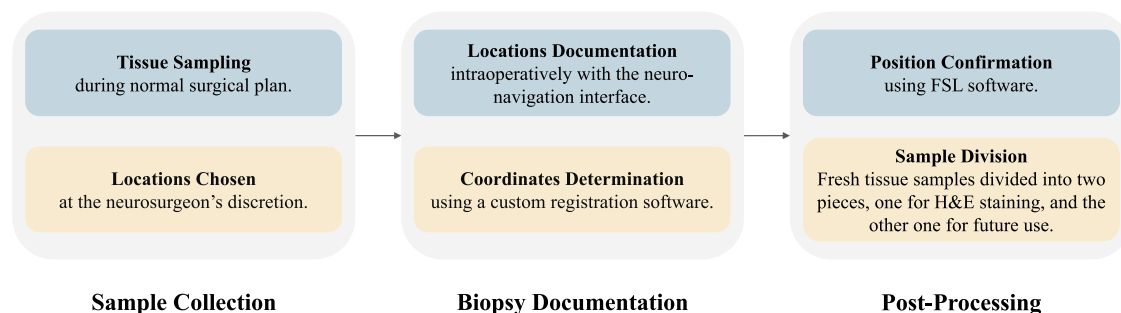 Tissue Sampling
during normal surgical plan.
Locations Chosen
at the neurosurgeon's discretion.
Sample Collection
Locations Documentation
intraoperatively with the neuro-
navigation interface.
Coordinates Determination
using a custom registration software.
Biopsy Documentation
Position Confirmation
using FSL software.
Sample Division
Fresh tissue samples divided into two
pieces, one for H&E staining, and the
other one for future use.
Post-Processing